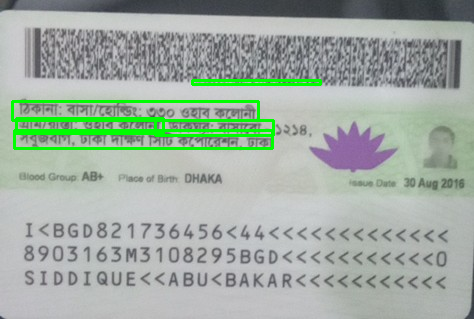 ঠিকানা: বাসা/হোল্ডিং: ৩৩০ ওহাব কলোনী
গ্রাম/রাস্তা: ওহাব কলোনী, ডাকঘর: বাসাবো - ১২১৪,
সবুজবাগ, ঢাকা দক্ষিণ সিটি কর্পোরেশন, ঢাকা
Blood Group: AB+ Place of Birth: DHAKA Issue Date: 30 Aug 2016
I<BGD821736456<44<<<<<<<<<<<<<
8903163M3108295BGD<<<<<<<<<<<0
SIDDIQUE<<ABU<BAKAR<<<<<<<<<<<